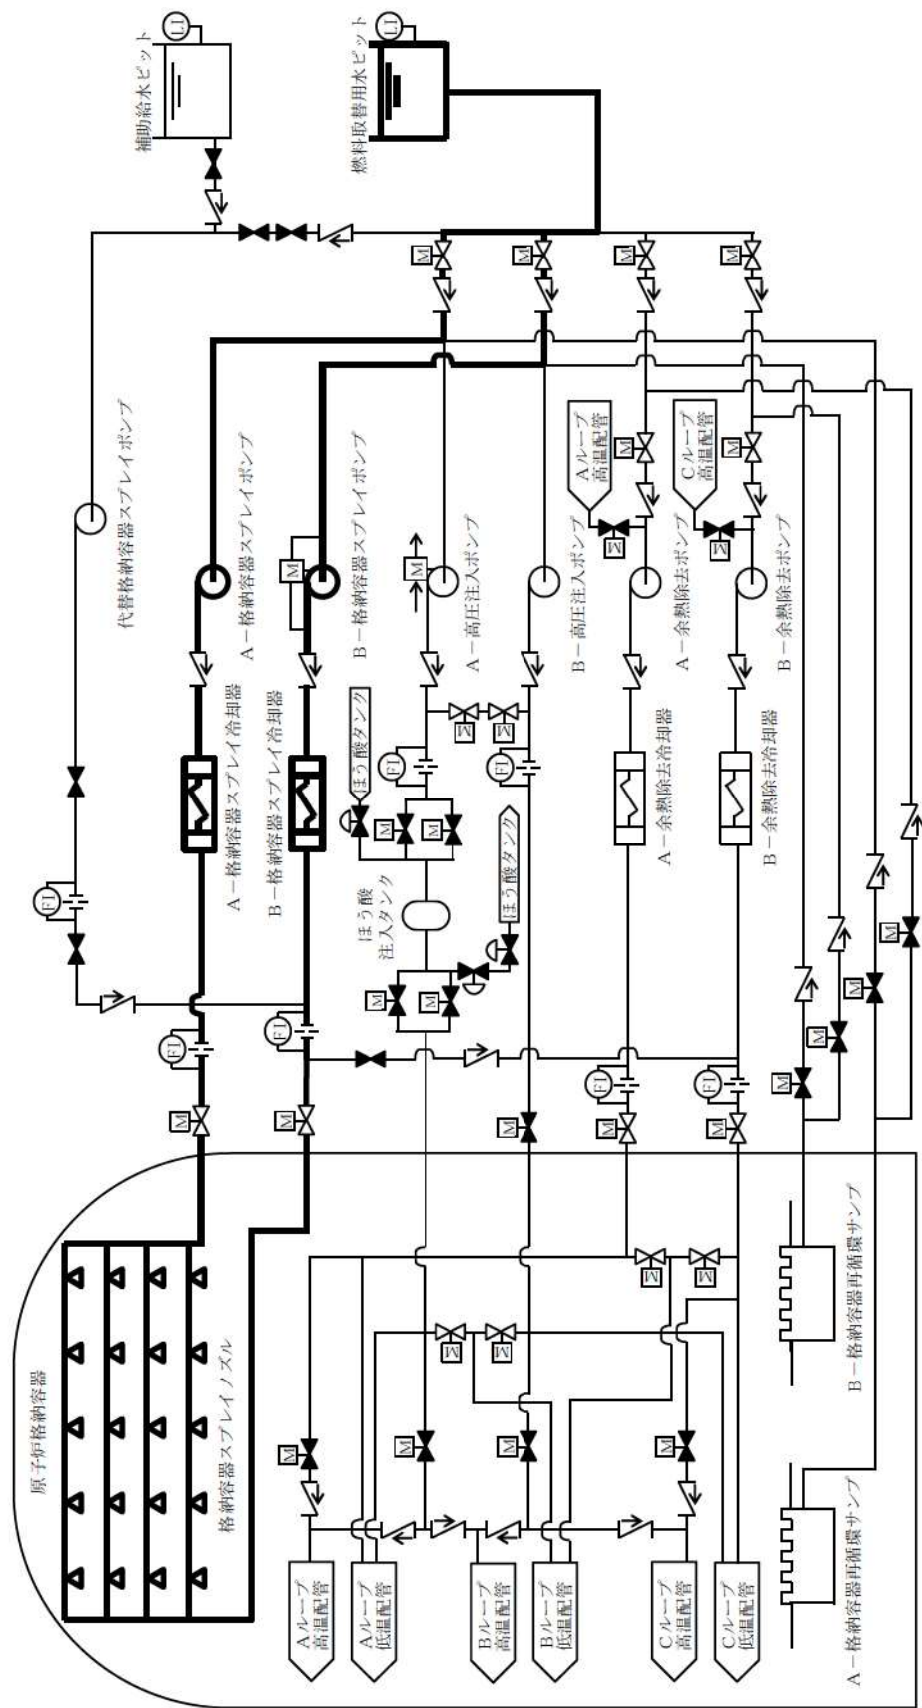 原子炉格納容器
格納容器スプレイノズル
補助給水ピット
LI
燃料取替用水ピット
LI
代替格納容器スプレイポンプ
FI
A－格納容器スプレイポンプ
A－格納容器スプレイ冷却器
FI
M
M
B－格納容器スプレイポンプ
B－格納容器スプレイ冷却器
FI
M
M
M
A－高圧注入ポンプ
M
M
FI
ほう酸タンク
M
M
ほう酸
注入タンク
M
M
ほう酸タンク
B－高圧注入ポンプ
M
FI
M
Aループ
高温配管
M
M
M
A－余熱除去ポンプ
A－余熱除去冷却器
FI
M
Cループ
高温配管
M
M
M
B－余熱除去ポンプ
B－余熱除去冷却器
FI
M
M
M
M
M
M
M
M
M
M
M
M
Aループ
高温配管
Aループ
低温配管
Bループ
高温配管
Bループ
低温配管
Cループ
高温配管
Cループ
低温配管
B－格納容器再循環サンプ
A－格納容器再循環サンプ